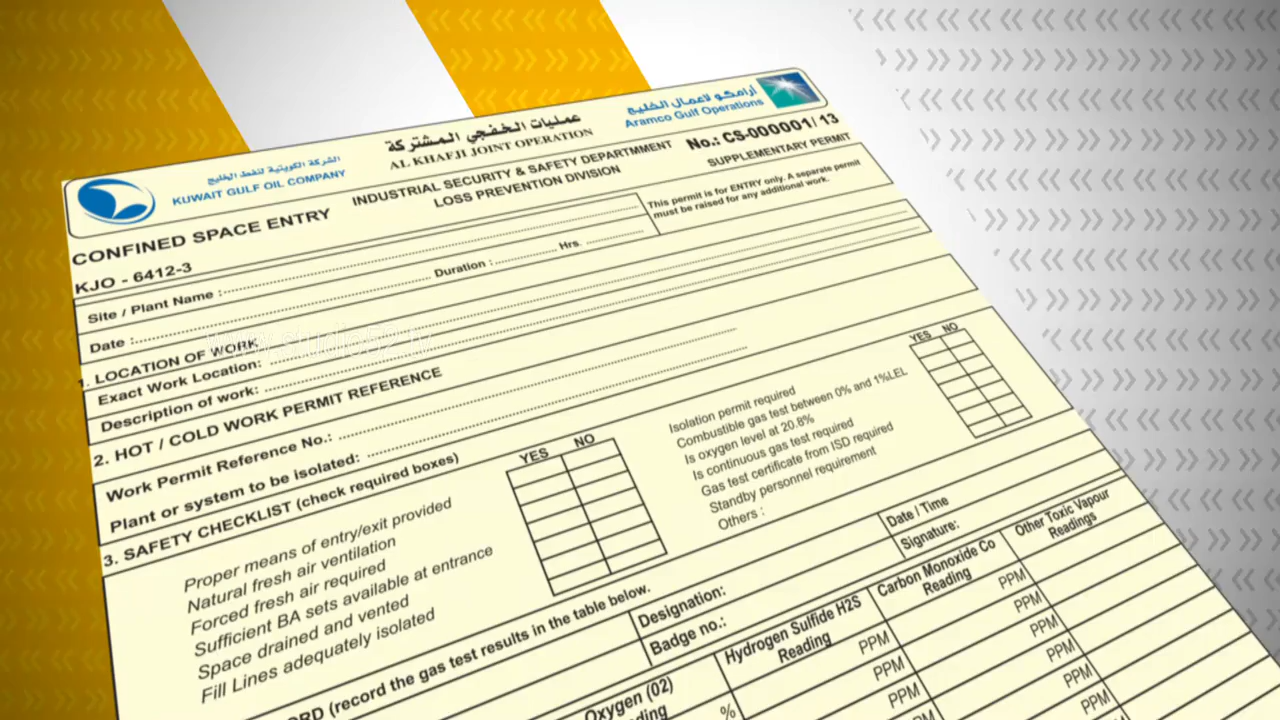 الشركة الكويتية لنفط الخليج
KUWAIT GULF OIL COMPANY
عمليات الخفجي المشتركة
AL KHAFJI JOINT OPERATION
أرامكو لأعمال الخليج
Aramco Gulf Operations
INDUSTRIAL SECURITY & SAFETY DEPARTMMENT
LOSS PREVENTION DIVISION
No.: CS-000001/ 13
SUPPLEMENTARY PERMIT
CONFINED SPACE ENTRY
KJO - 6412-3
This permit is for ENTRY only. A separate permit
must be raised for any additional work.
Site / Plant Name :
Date : Duration : Hrs.
1. LOCATION OF WORK
Exact Work Location:
Description of work:
2. HOT / COLD WORK PERMIT REFERENCE
Work Permit Reference No.:
Plant or system to be isolated:
3. SAFETY CHECKLIST (check required boxes)
YES NO
Proper means of entry/exit provided
Natural fresh air ventilation
Forced fresh air required
Sufficient BA sets available at entrance
Space drained and vented
Fill Lines adequately isolated
YES NO
Isolation permit required
Combustible gas test between 0% and 1%LEL
Is oxygen level at 20.8%
Is continuous gas test required
Gas test certificate from ISD required
Standby personnel requirement
Others :
ORD (record the gas test results in the table below.
Designation:
Badge no.:
Date / Time
Signature:
Oxygen (02)
ding
Hydrogen Sulfide H2S
Reading
Carbon Monoxide Co
Reading
Other Toxic Vapour
Readings
% PPM PPM
PPM PPM
PPM PPM
PPM
PPM
www.studio52.tv